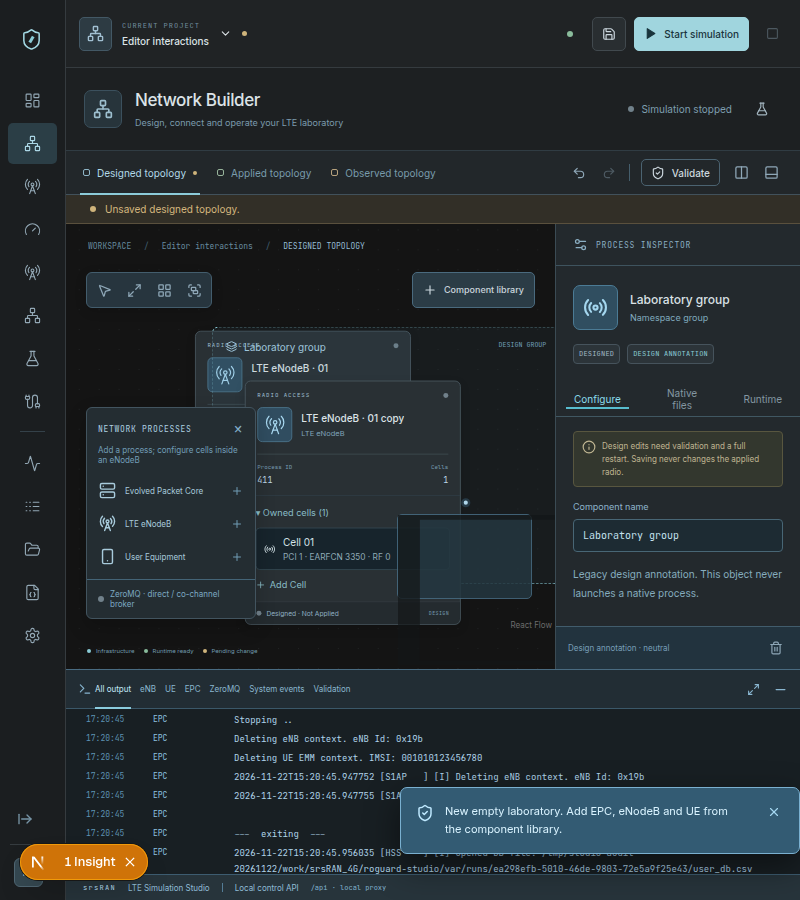 CURRENT PROJECT
Editor interactions
Start simulation
Network Builder
Design, connect and operate your LTE laboratory
Simulation stopped
Designed topology
Applied topology
Observed topology
Validate
Unsaved designed topology.
WORKSPACE / Editor interactions / DESIGNED TOPOLOGY
Component library
Laboratory group
DESIGN GROUP
LTE eNodeB · 01
RADIO ACCESS
LTE eNodeB · 01 copy
LTE eNodeB
Process ID
Cells
411
1
Owned cells (1)
Cell 01
PCI 1 · EARFCN 3350 · RF 0
Add Cell
Designed · Not Applied
DESIGN
NETWORK PROCESSES
Add a process; configure cells inside
an eNodeB
Evolved Packet Core
LTE eNodeB
User Equipment
ZeroMQ · direct / co-channel
broker
React Flow
Infrastructure
Runtime ready
Pending change
PROCESS INSPECTOR
Laboratory group
Namespace group
DESIGNED
DESIGN ANNOTATION
Configure
Native
files
Runtime
Design edits need validation and a full
restart. Saving never changes the applied
radio.
Component name
Laboratory group
Legacy design annotation. This object never
launches a native process.
Design annotation · neutral
All output eNB UE EPC ZeroMQ System events Validation
17:20:45 EPC Stopping ..
17:20:45 EPC Deleting eNB context. eNB Id: 0x19b
17:20:45 EPC Deleting UE EMM context. IMSI: 001010123456780
17:20:45 EPC 2026-11-22T15:20:45.947752 [S1AP ] [I] Deleting eNB context. eNB Id: 0x19b
17:20:45 EPC 2026-11-22T15:20:45.947755 [S1A
17:20:45 EPC
17:20:45 EPC --- exiting ---
EPC 2026-11-22T15:20:45.956035 [HSS
20261122/work/srsRAN_4G/roguard-studio/var/runs/ea298efb-5010-46de-9803-72e5a9f25e43/user_db.csv
New empty laboratory. Add EPC, eNodeB and UE from
the component library.
1 Insight
srsRAN LTE Simulation Studio | Local control API /api · local proxy